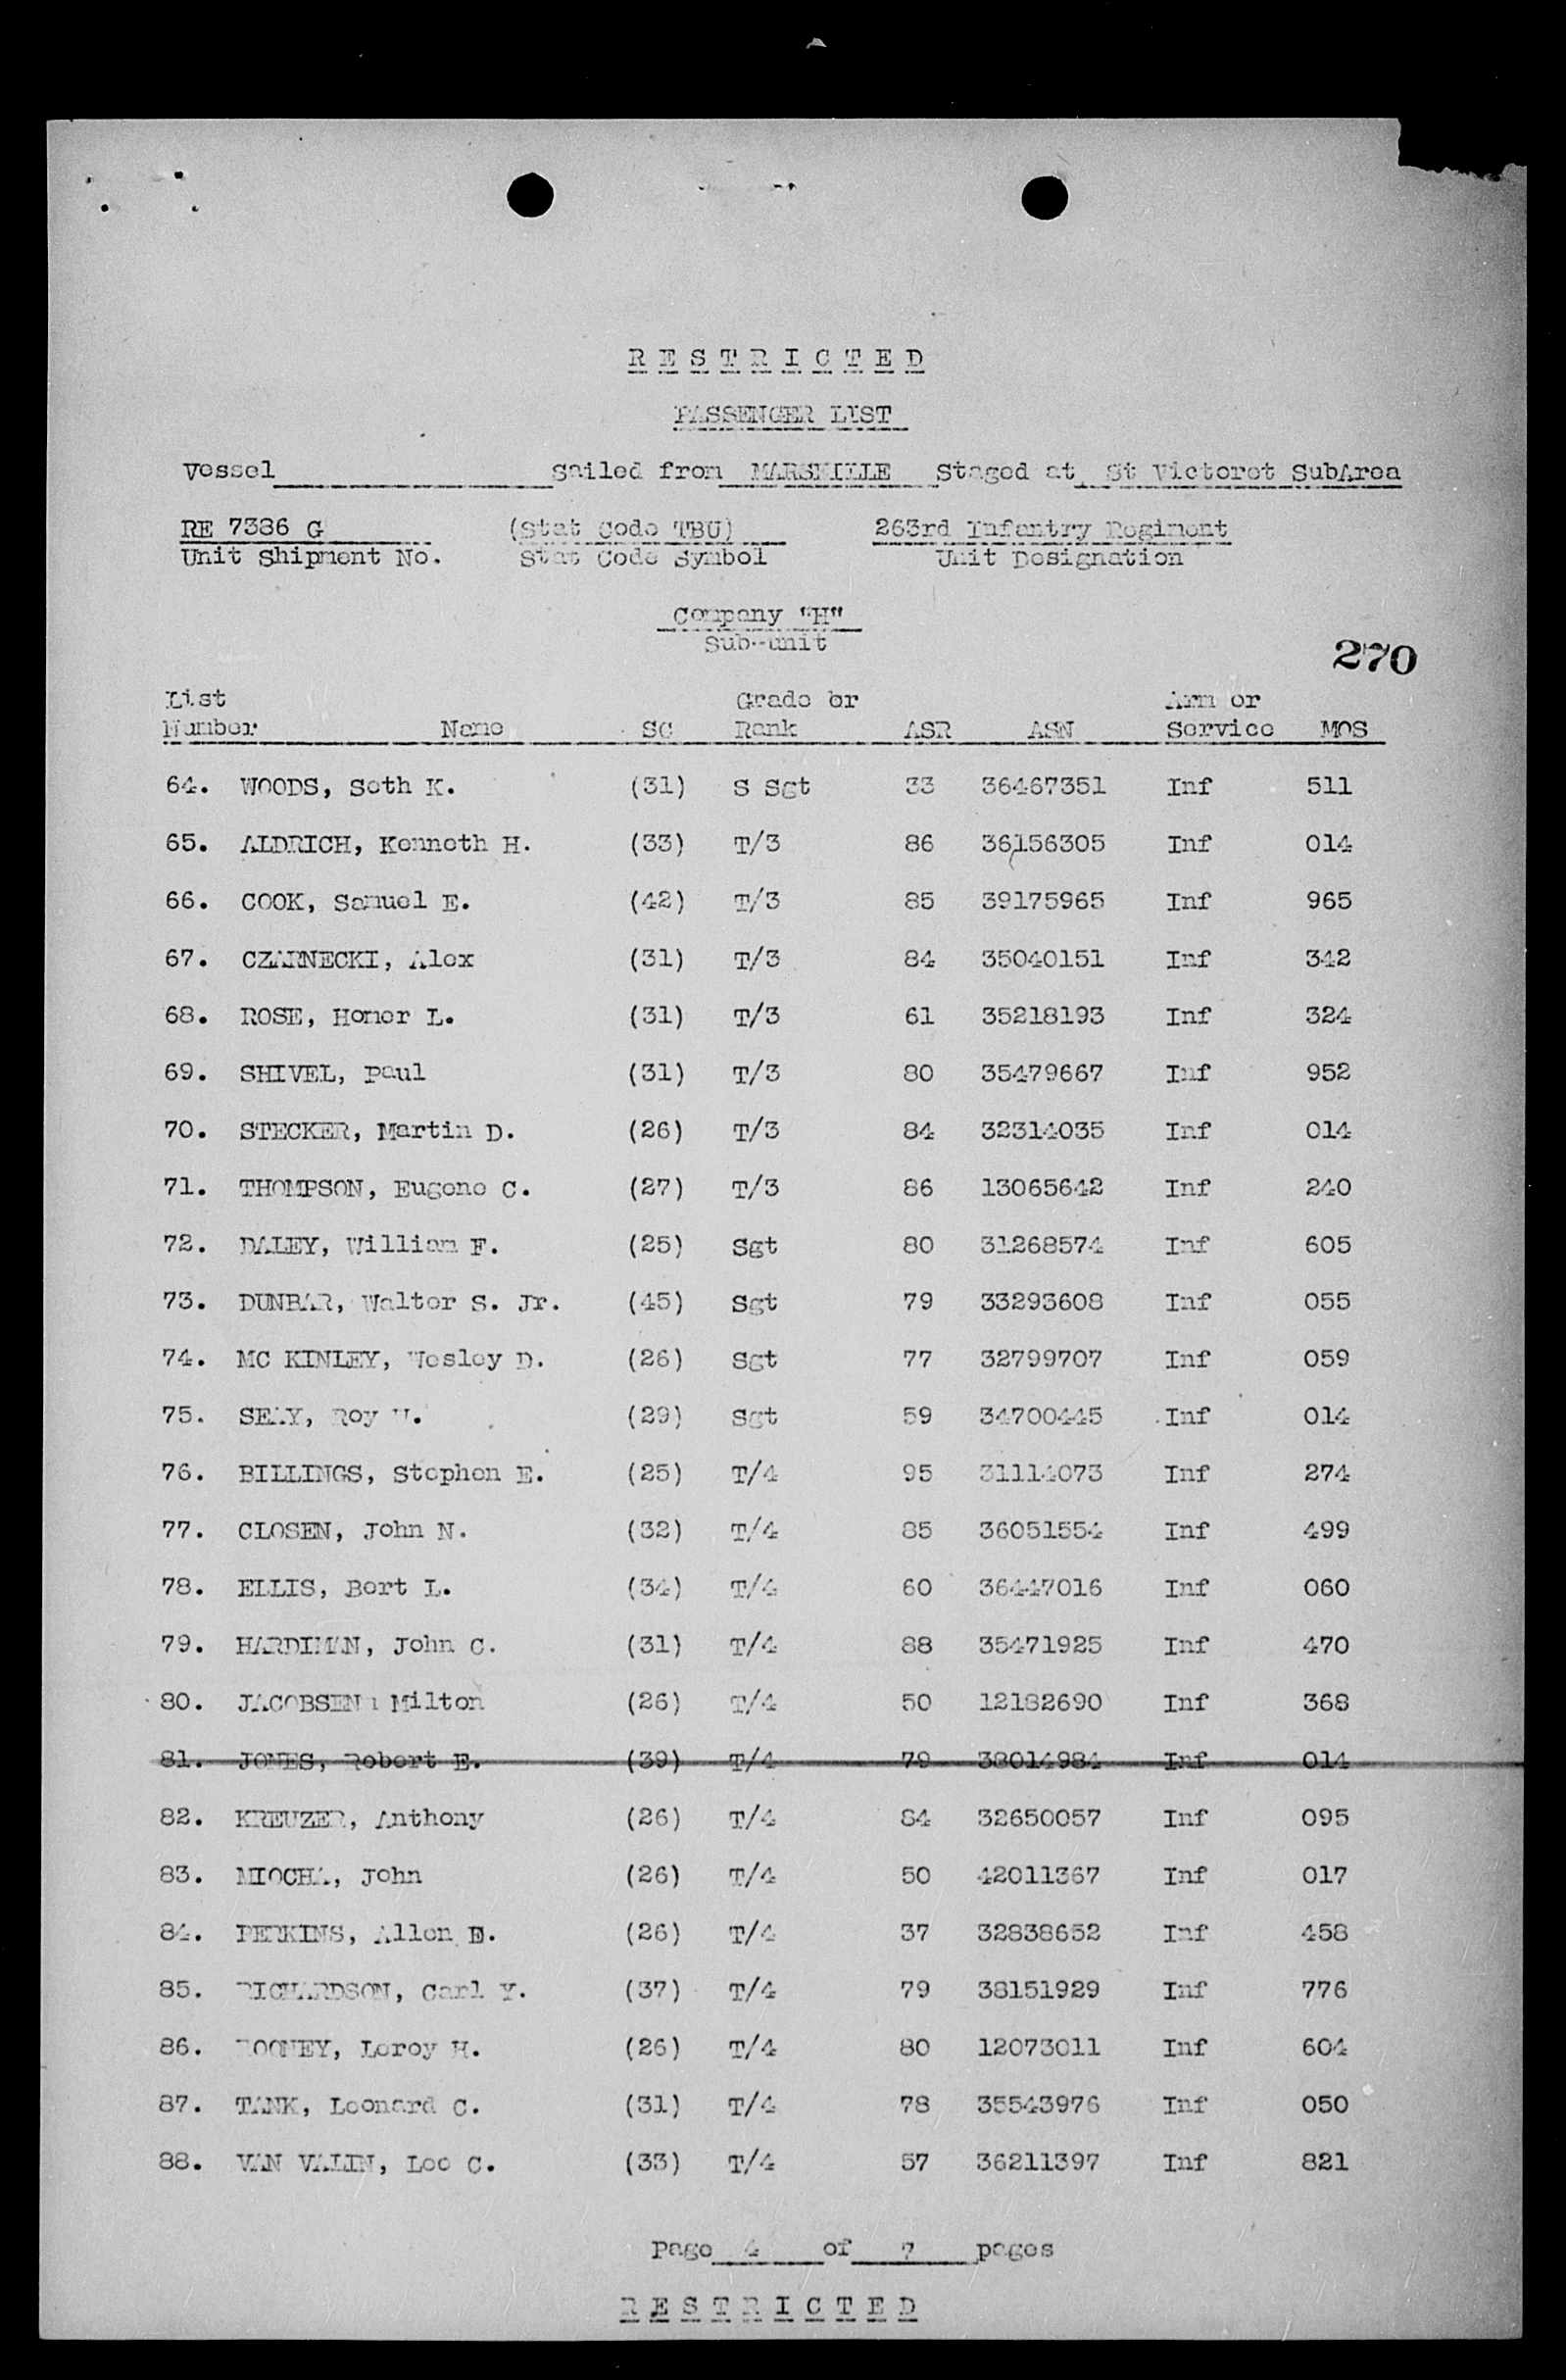 R E S T R I C T E D
PASSENGER LIST
Vessel____________ Sailed from MARSEILLE Staged at St Victoret SubArea
RE 7386 G (Stat Code TBU) 263rd Infantry Regiment
Unit Shipment No. Stat Code Symbol Unit Designation
Company "H"
Sub-unit
270
List Grade or Arm or
Number Name SC Rank ASR ASN Service MOS
64. WOODS, Seth K. (31) S Sgt 33 36467351 Inf 511
65. ALDRICH, Kenneth H. (33) T/3 86 36156305 Inf 014
66. COOK, Samuel E. (42) T/3 85 39175965 Inf 965
67. CZARNECKI, Alex (31) T/3 84 35040151 Inf 342
68. ROSE, Homer L. (31) T/3 61 35218193 Inf 324
69. SHIVEL, Paul (31) T/3 80 35479667 Inf 952
70. STECKER, Martin D. (26) T/3 84 32314035 Inf 014
71. THOMPSON, Eugene C. (27) T/3 86 13065642 Inf 240
72. DALEY, William F. (25) Sgt 80 31268574 Inf 605
73. DUNBAR, Walter S. Jr. (45) Sgt 79 33293608 Inf 055
74. MC KINLEY, Wesley D. (26) Sgt 77 32799707 Inf 059
75. SEAY, Roy (29) Sgt 59 34700445 Inf 014
76. BILLINGS, Stephen E. (25) T/4 95 31114073 Inf 274
77. CLOSEN, John N. (32) T/4 85 36051554 Inf 499
78. ELLIS, Bert L. (34) T/4 60 36447016 Inf 060
79. HARDIMAN, John C. (31) T/4 88 35471925 Inf 470
80. JACOBSEN, Milton (26) T/4 50 12182690 Inf 368
81. JONES, Robert E. (39) T/4 79 38014984 Inf 014
82. KREUZER, Anthony (26) T/4 84 32650057 Inf 095
83. MIOCHA, John (26) T/4 50 42011367 Inf 017
84. PERKINS, Allen E. (26) T/4 37 32838652 Inf 458
85. RICHARDSON, Carl Y. (37) T/4 79 38151929 Inf 776
86. ROONEY, Leroy H. (26) T/4 80 12073011 Inf 604
87. TANK, Leonard C. (31) T/4 78 35543976 Inf 050
88. VAN VALIN, Leo C. (33) T/4 57 36211397 Inf 821
Page 4 of 7 pages
R E S T R I C T E D